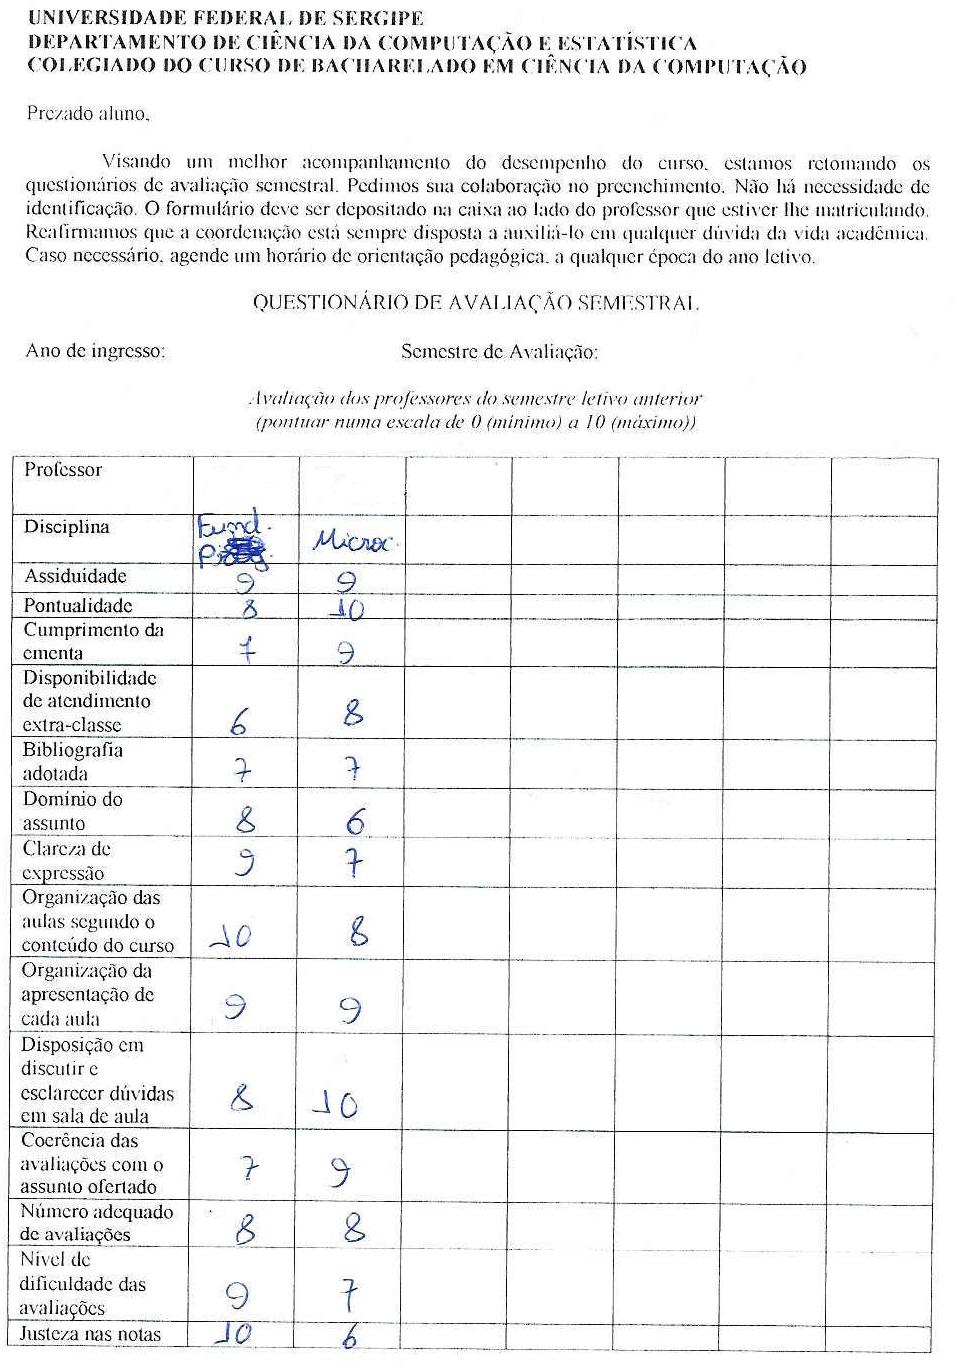 UNIVERSIDADE FEDERAL DE SERGIPE
DEPARTAMENTO DE CIÊNCIA DA COMPUTAÇÃO E ESTATÍSTICA
COLEGIADO DO CURSO DE BACHARELADO EM CIÊNCIA DA COMPUTAÇÃO
Prezado aluno,
Visando um melhor acompanhamento do desempenho do curso, estamos retomando os
questionários de avaliação semestral. Pedimos sua colaboração no preenchimento. Não há necessidade de
identificação. O formulário deve ser depositado na caixa ao lado do professor que estiver lhe matriculando.
Reafirmamos que a coordenação está sempre disposta a auxiliá-lo em qualquer dúvida da vida acadêmica.
Caso necessário, agende um horário de orientação pedagógica, a qualquer época do ano letivo.
QUESTIONÁRIO DE AVALIAÇÃO SEMESTRAL
Ano de ingresso: Semestre de Avaliação:
Avaliação dos professores do semestre letivo anterior
(pontuar numa escala de 0 (mínimo) a 10 (máximo))
Professor
Disciplina Fund. Microc.
Assiduidade 9 9
Pontualidade 8 10
Cumprimento da
ementa 7 9
Disponibilidade
de atendimento
extra-classe 6 8
Bibliografia
adotada 7 7
Domínio do
assunto 8 6
Clareza de
expressão 9 7
Organização das
aulas segundo o
conteúdo do curso 10 8
Organização da
apresentação de
cada aula 9 9
Disposição em
discutir e
esclarecer dúvidas
em sala de aula 8 10
Coerência das
avaliações com o
assunto ofertado 7 9
Número adequado
de avaliações 8 8
Nível de
dificuldade das
avaliações 9 7
Justeza nas notas 10 6